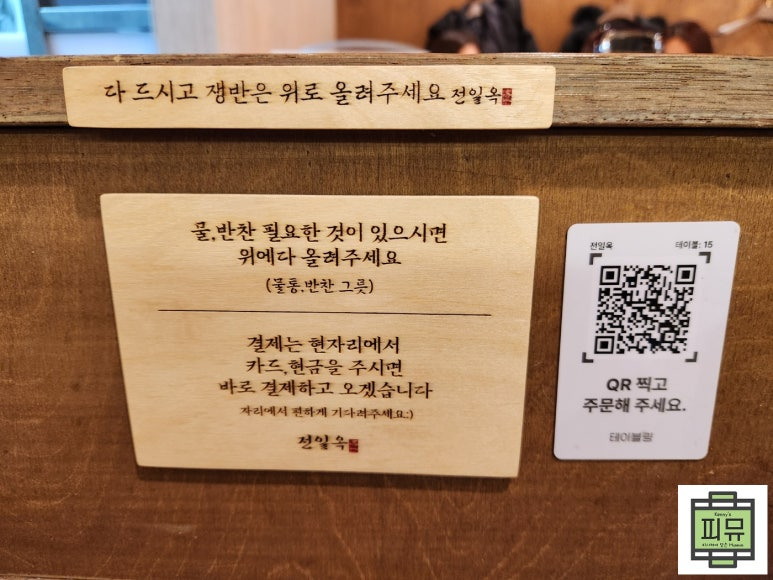 다 드시고 쟁반은 위로 올려주세요 전일옥
물,반찬 필요한 것이 있으시면
위에다 올려주세요
(물통,반찬 그릇)
결제는 현자리에서
카드,현금을 주시면
바로 결제하고 오겠습니다
자리에서 편하게 기다려주세요:)
전일옥
전일옥 테이블: 15
QR 찍고
주문해 주세요.
테이블링
Kenny's
피뮤